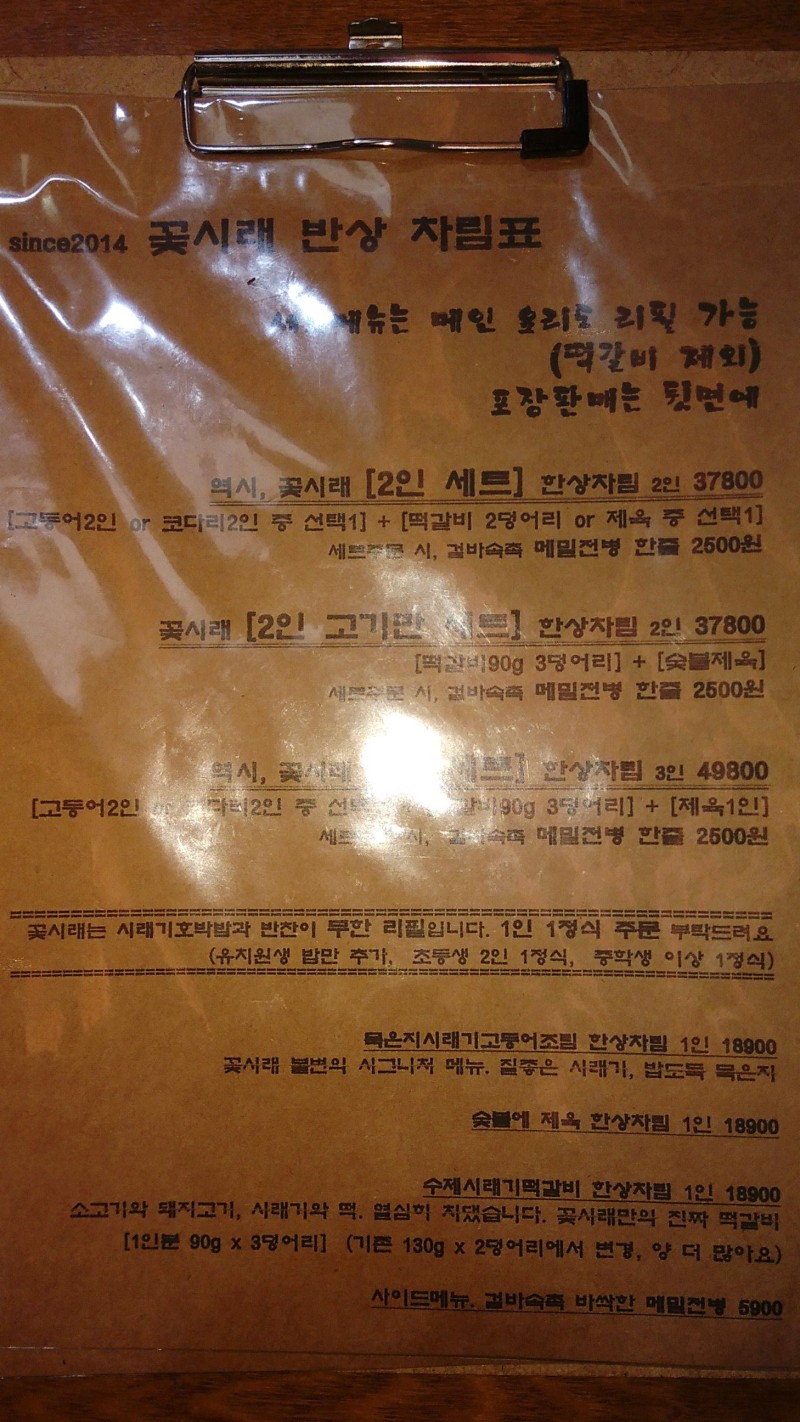 since2014 꽃시래 반상 차림표
메뉴는 메인 요리도 리필 가능
(떡갈비 제외)
포장판매는 뒷면에
역시, 꽃시래 [2인 세트] 한상차림 2인 37800
[고등어2인 or 코다리2인 중 선택1] + [떡갈비 2덩어리 or 제육 중 선택1]
세트주문 시, 겉바속촉 메밀전병 한줄 2500원
꽃시래 [2인 고기만 세트] 한상차림 2인 37800
[떡갈비90g 3덩어리] + [숯불제육]
세트주문 시, 겉바속촉 메밀전병 한줄 2500원
역시, 꽃시래 세트] 한상차림 3인 49800
[고등어2인 or 코다리2인 중 선택 떡갈비90g 3덩어리] + [제육1인]
세트 시, 겉바속촉 메밀전병 한줄 2500원
꽃시래는 시래기호박밥과 반찬이 무한 리필입니다. 1인 1정식 주문 부탁드려요
(유치원생 밥만 추가, 초등생 2인 1정식, 중학생 이상 1정식)
묵은지시래기고등어조림 한상차림 1인 18900
꽃시래 불변의 시그니처 메뉴. 질좋은 시래기, 밥도둑 묵은지
숯불에 제육 한상차림 1인 18900
수제시래기떡갈비 한상차림 1인 18900
소고기와 돼지고기, 시래기와 떡. 열심히 치댔습니다. 꽃시래만의 진짜 떡갈비
[1인분 90g x 3덩어리] (기존 130g x 2덩어리에서 변경, 양 더 많아요)
사이드메뉴. 겉바속촉 바싹한 메밀전병 5900